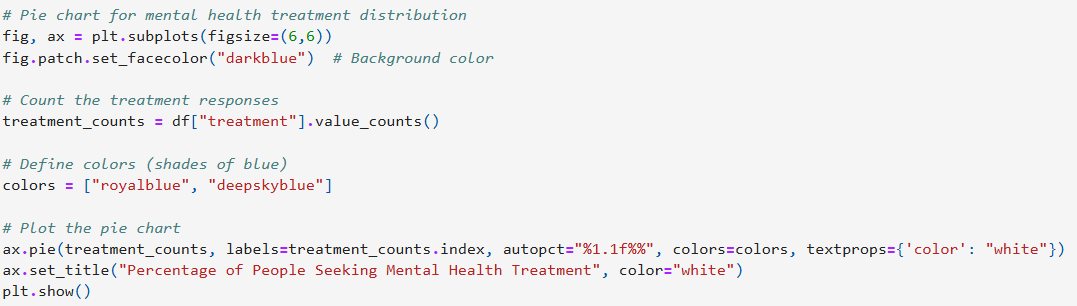 # Pie chart for mental health treatment distribution
fig, ax = plt.subplots(figsize=(6,6))
fig.patch.set_facecolor("darkblue")  # Background color

# Count the treatment responses
treatment_counts = df["treatment"].value_counts()

# Define colors (shades of blue)
colors = ["royalblue", "deepskyblue"]

# Plot the pie chart
ax.pie(treatment_counts, labels=treatment_counts.index, autopct="%1.1f%%", colors=colors, textprops={'color': "white"})
ax.set_title("Percentage of People Seeking Mental Health Treatment", color="white")
plt.show()